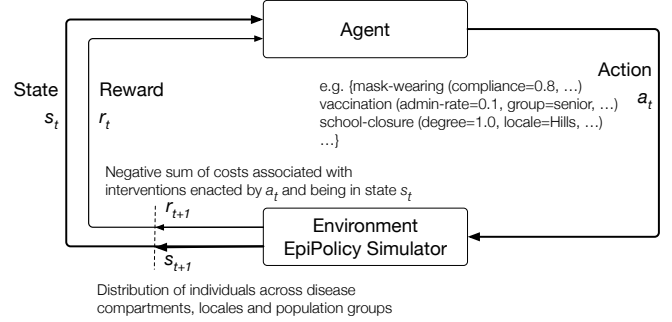 Agent
State
s_t
Reward
r_t
Action
a_t
e.g. {mask-wearing (compliance=0.8, …)
vaccination (admin-rate=0.1, group=senior, …)
school-closure (degree=1.0, locale=Hills, …)
…}
Negative sum of costs associated with
interventions enacted by a_t and being in state s_t
r_{t+1}
Environment
EpiPolicy Simulator
s_{t+1}
Distribution of individuals across disease
compartments, locales and population groups